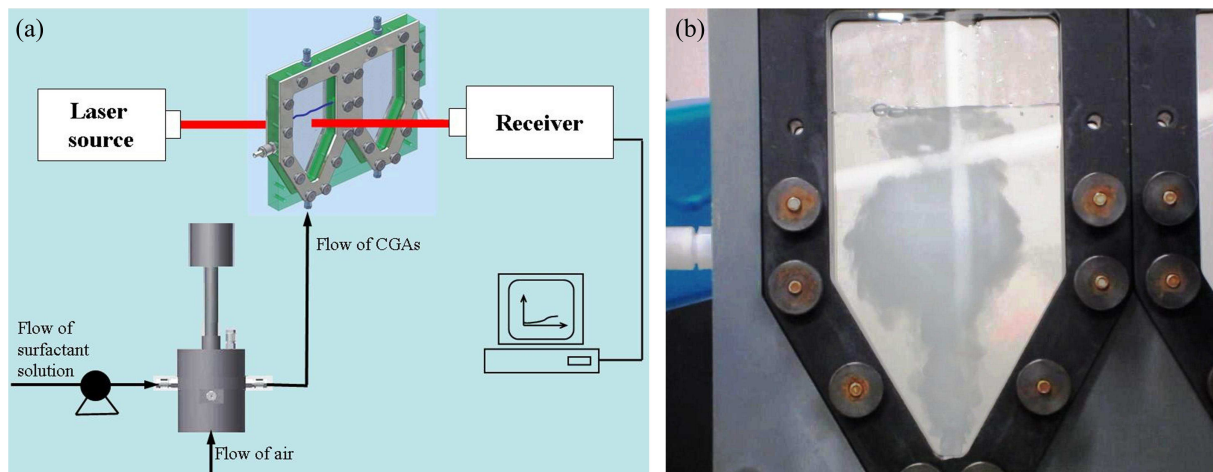 (a)
Laser
source
Receiver
Flow of CGAs
Flow of
surfactant
solution
Flow of air
(b)